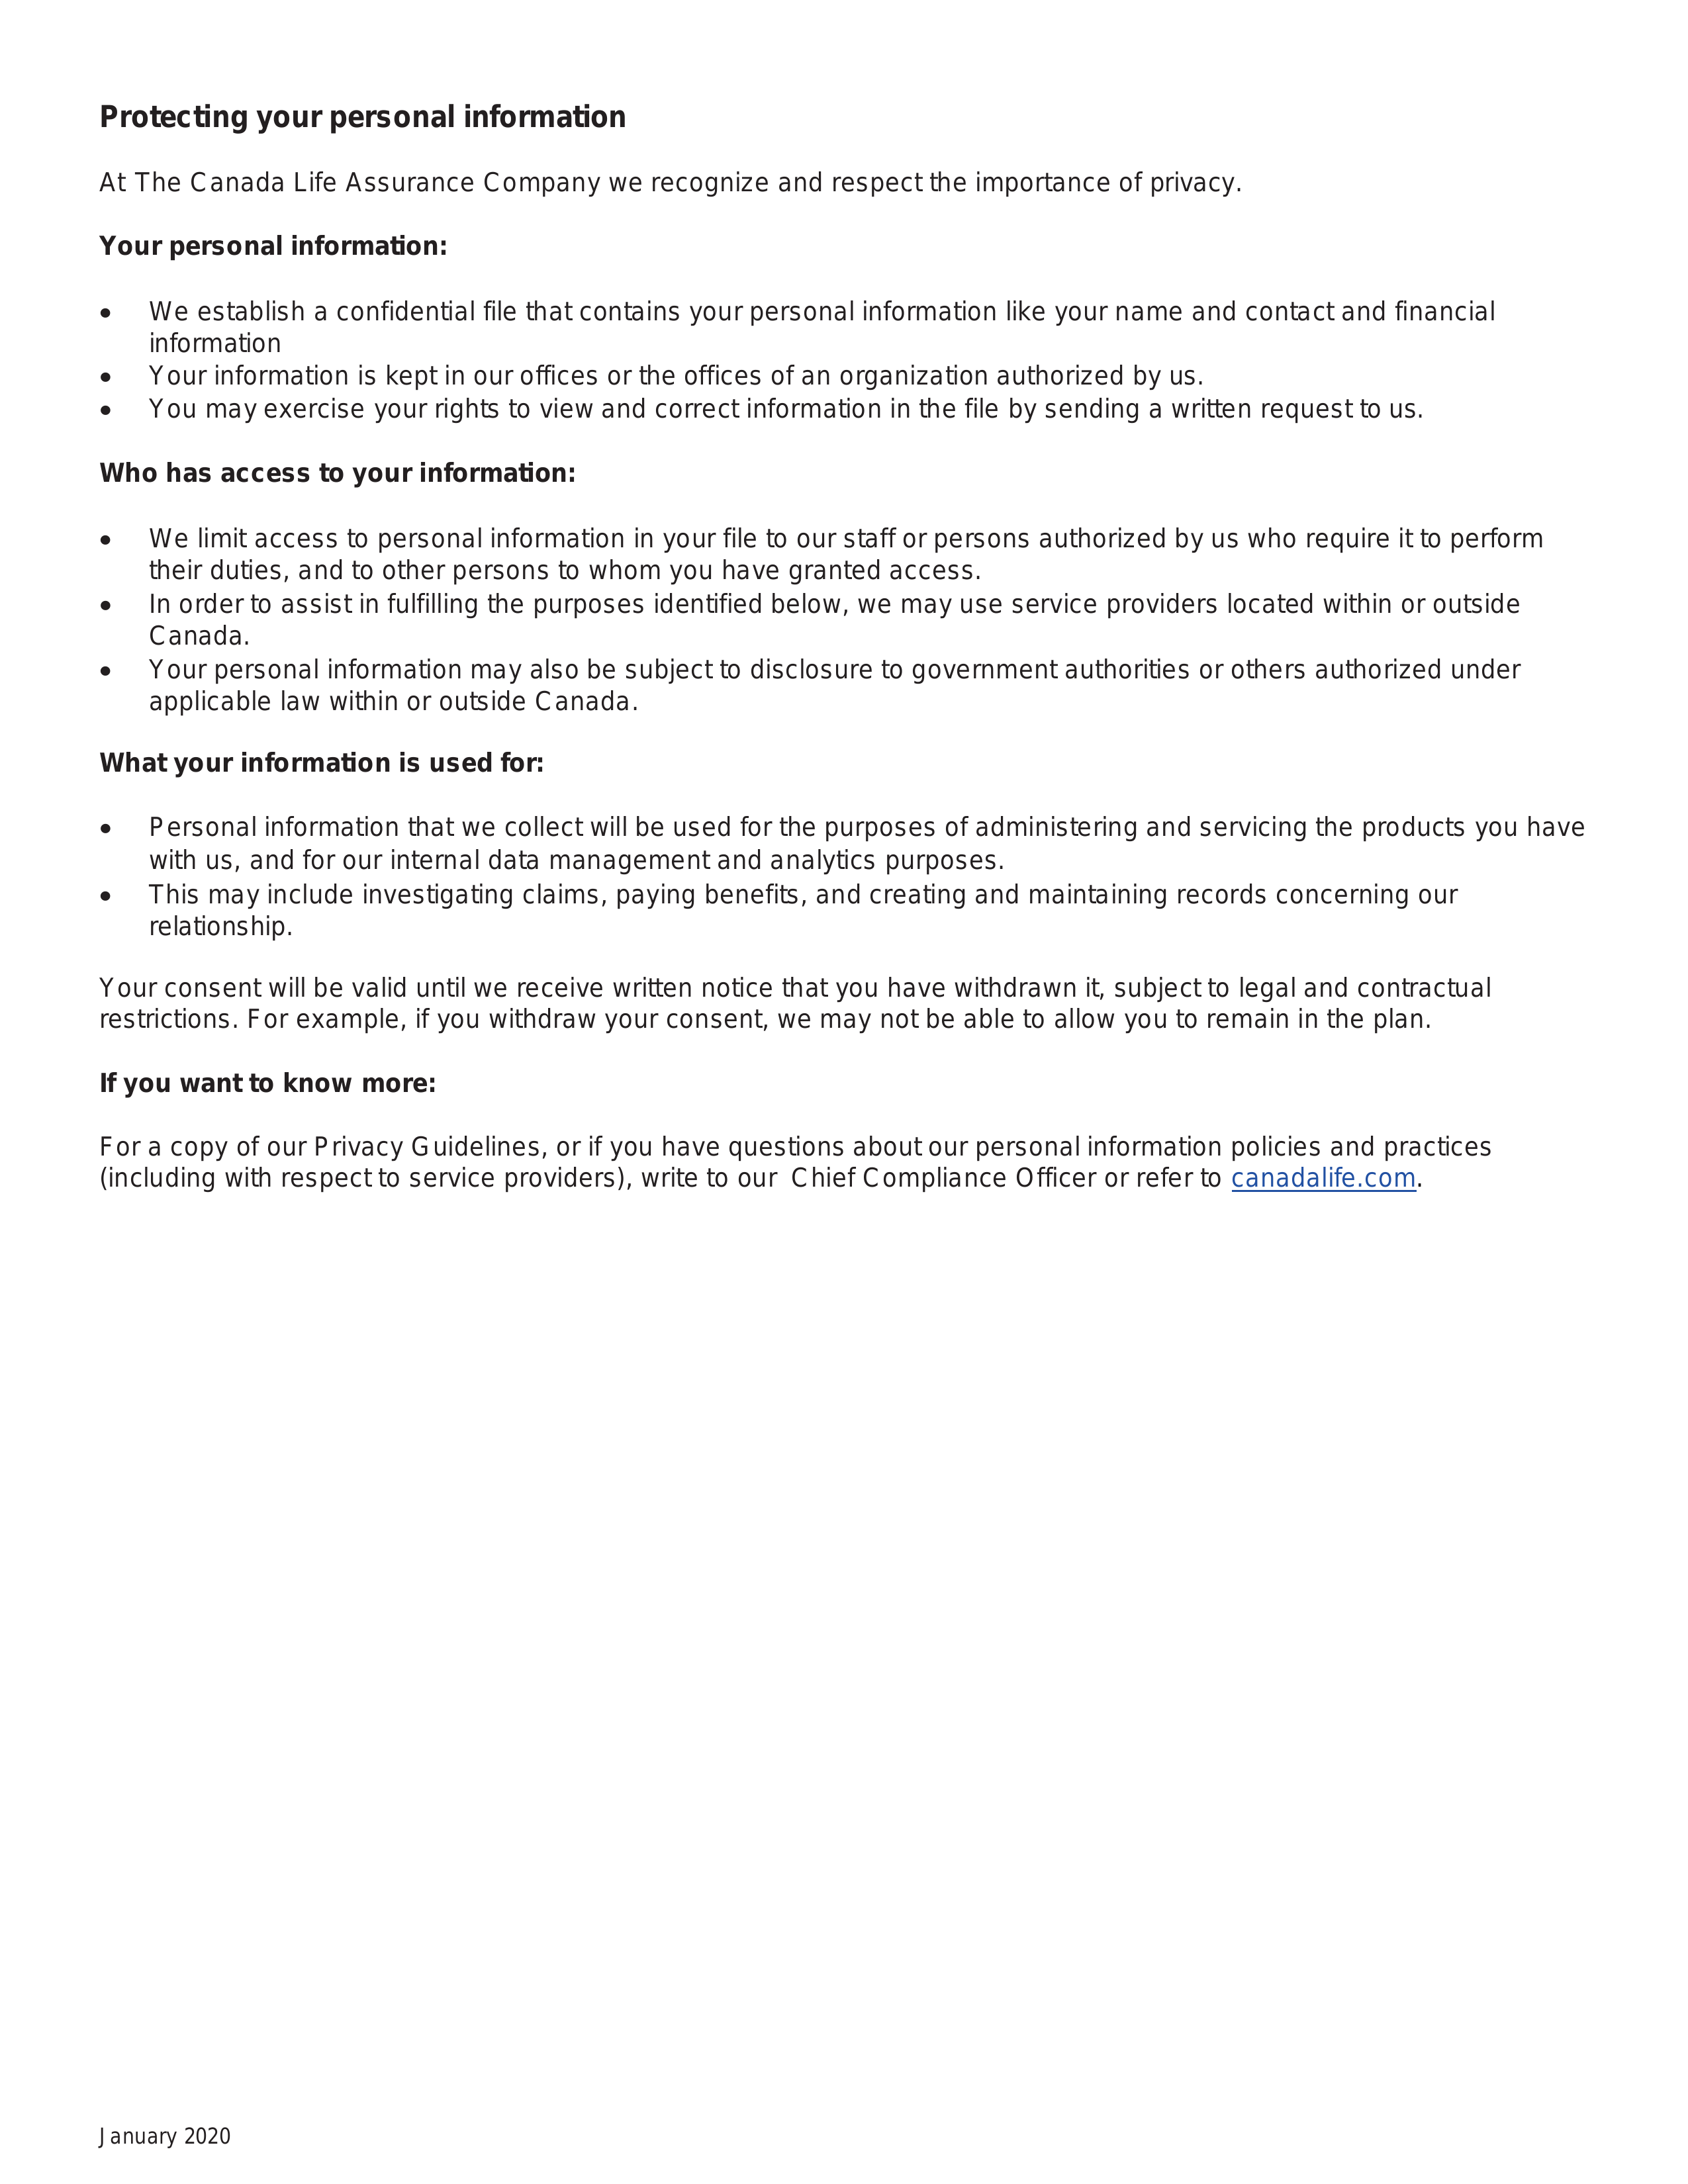 Protecting your personal information
At The Canada Life Assurance Company we recognize and respect the importance of privacy.
Your personal information:
• We establish a confidential file that contains your personal information like your name and contact and financial
information
• Your information is kept in our offices or the offices of an organization authorized by us.
• You may exercise your rights to view and correct information in the file by sending a written request to us.
Who has access to your information:
• We limit access to personal information in your file to our staff or persons authorized by us who require it to perform
their duties, and to other persons to whom you have granted access.
• In order to assist in fulfilling the purposes identified below, we may use service providers located within or outside
Canada.
• Your personal information may also be subject to disclosure to government authorities or others authorized under
applicable law within or outside Canada.
What your information is used for:
• Personal information that we collect will be used for the purposes of administering and servicing the products you have
with us, and for our internal data management and analytics purposes.
• This may include investigating claims, paying benefits, and creating and maintaining records concerning our
relationship.
Your consent will be valid until we receive written notice that you have withdrawn it, subject to legal and contractual
restrictions. For example, if you withdraw your consent, we may not be able to allow you to remain in the plan.
If you want to know more:
For a copy of our Privacy Guidelines, or if you have questions about our personal information policies and practices
(including with respect to service providers), write to our Chief Compliance Officer or refer to canadalife.com.
January 2020